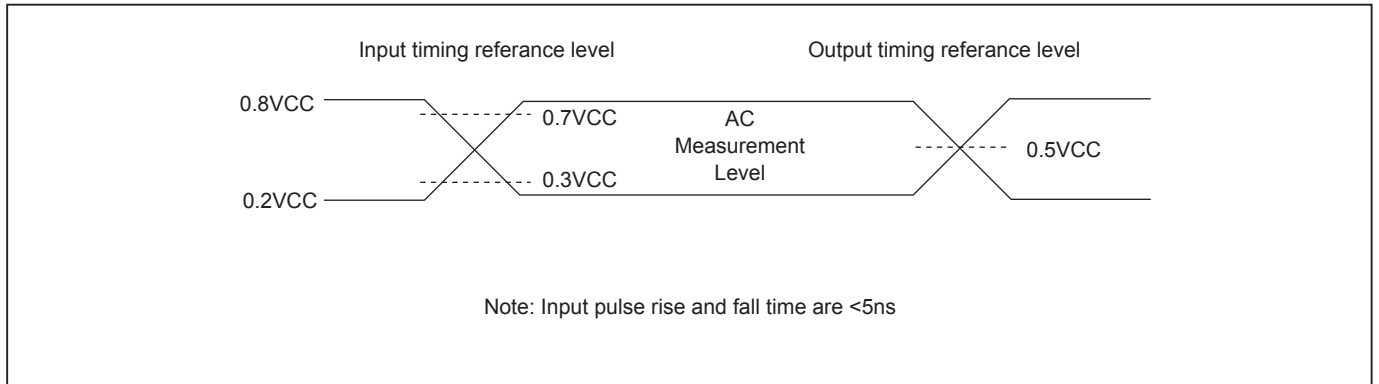 Input timing referance level
Output timing referance level
0.8VCC
0.7VCC
AC
Measurement
Level
0.5VCC
0.3VCC
0.2VCC
Note: Input pulse rise and fall time are <5ns